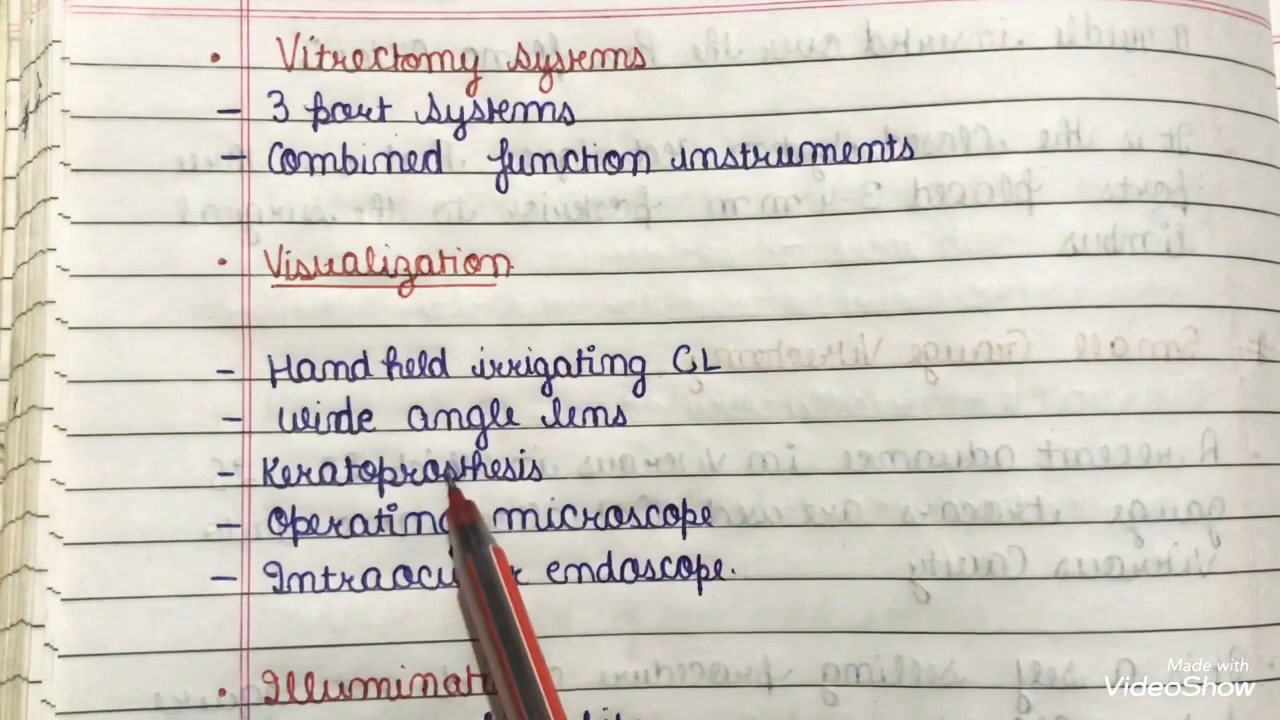 • Vitrectomy systems
- 3 port systems
- Combined function instruments
• Visualization
- Hand held irrigating CL
- wide angle lens
- Keratoprosthesis
- Operating microscope
- endoscope.
Made with
VideoShow